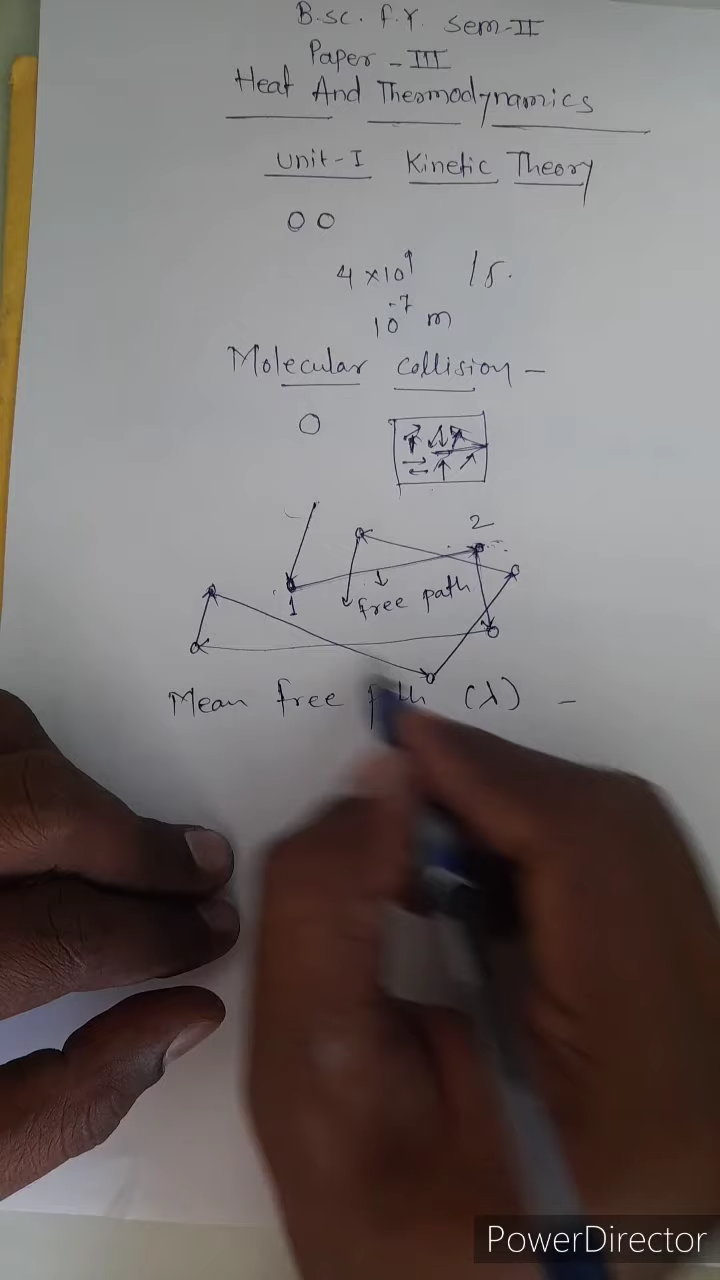 B.sc. F.Y. Sem-II
Paper - III
Heat And Thermodynamics
Unit-I Kinetic Theory
4 × 10⁹ /s.
10⁻⁷ m
Molecular Collision -
2
1
free path
Mean free path (λ) -
PowerDirector